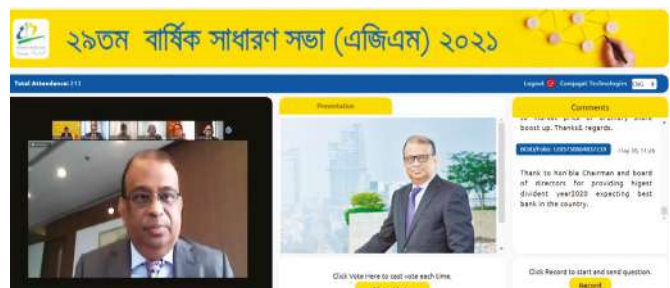 ২৯তম বার্ষিক সাধারণ সভা (এজিএম) ২০২১
Total Attendance: 213
Logout Comjagat Technologies ENG
Presentation
Comments
to market price of ordinary share
boost up. Thanks& regards.
May 30, 11:26
Thank to hon'ble Chairman and board
of directors for providing higest
divident year2020 expecting best
bank in the country.
Click Vote Here to cast vote each time.
Click Record to start and send question.
Record